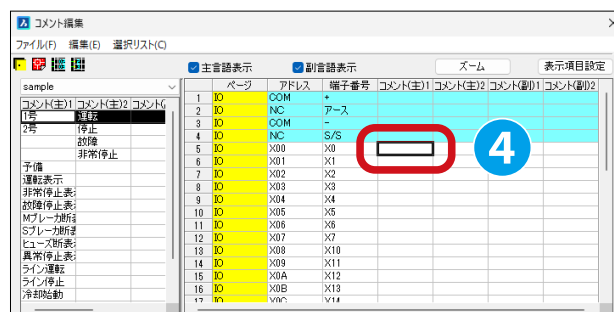 コメント編集
ファイル(F) 編集(E) 選択リスト(C)
主言語表示 副言語表示 ズーム 表示項目設定
sample
コメント(主)1 コメント(主)2 コメント(
1号 運転
2号 停止
故障
非常停止
予備
運転表示
非常停止表
故障停止表
Mブレーカ断
Sブレーカ断
ヒューズ断表
異常停止表
ライン運転
ライン停止
冷却始動
ページ アドレス 端子番号 コメント(主)1 コメント(主)2 コメント(副)1 コメント(副)2
1 IO COM +
2 IO NC アース
3 IO COM -
4 IO NC S/S
5 IO X00 X0
6 IO X01 X1
7 IO X02 X2
8 IO X03 X3
9 IO X04 X4
10 IO X05 X5
11 IO X06 X6
12 IO X07 X7
13 IO X08 X10
14 IO X09 X11
15 IO X0A X12
16 IO X0B X13
17 IO X0C X14
4